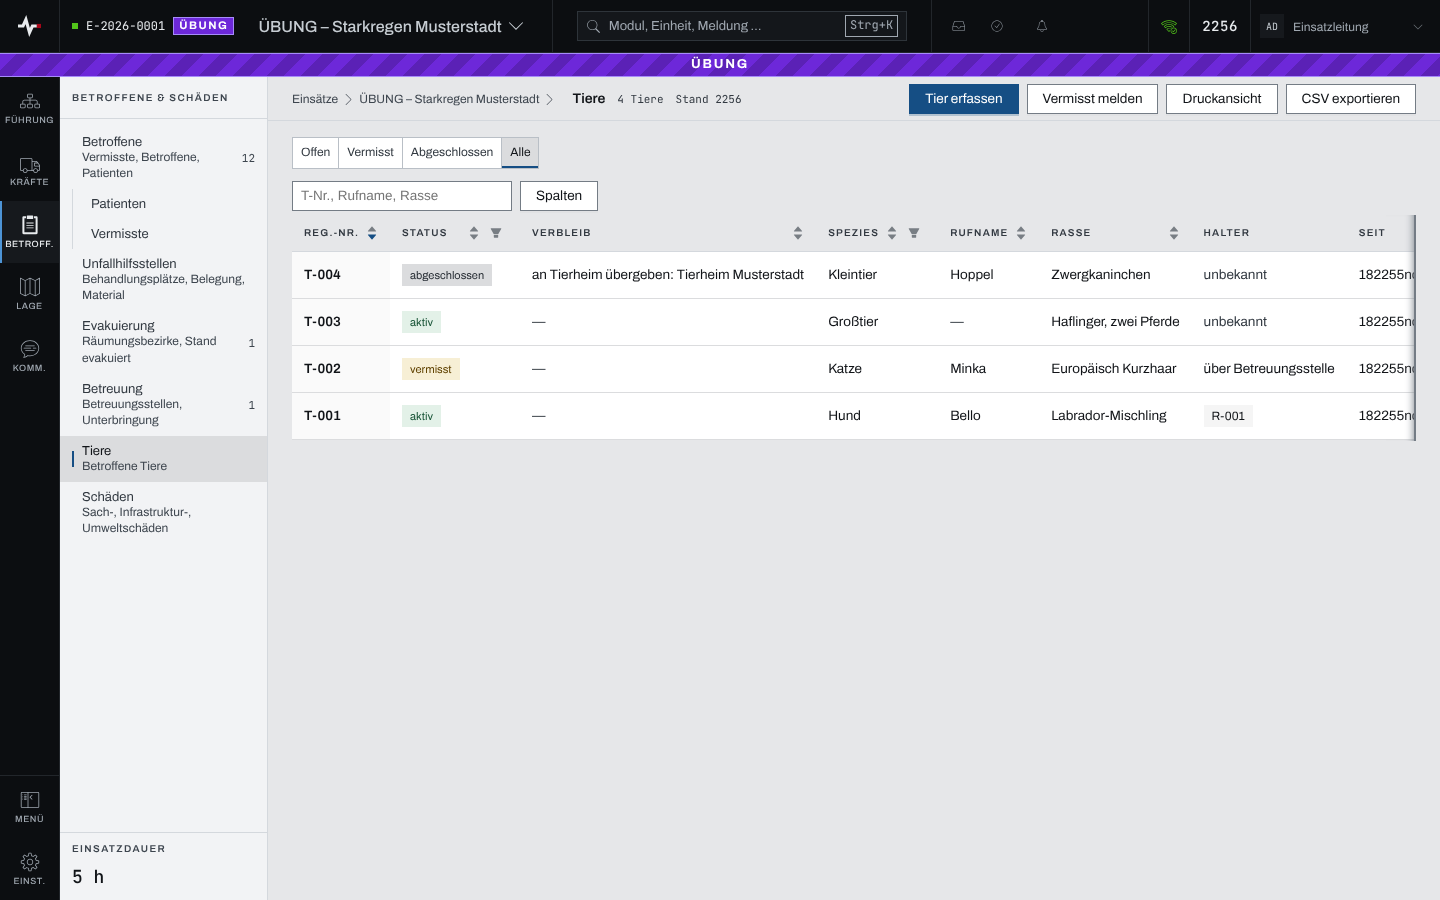 E-2026-0001 ÜBUNG ÜBUNG – Starkregen Musterstadt
Modul, Einheit, Meldung ... Strg+K
2256
AD Einsatzleitung
ÜBUNG
FÜHRUNG
KRÄFTE
BETROFF.
LAGE
KOMM.
MENÜ
EINST.
BETROFFENE & SCHÄDEN
Betroffene
Vermisste, Betroffene,
Patienten
12
Patienten
Vermisste
Unfallhilfsstellen
Behandlungsplätze, Belegung,
Material
Evakuierung
Räumungsbezirke, Stand
evakuiert
1
Betreuung
Betreuungsstellen,
Unterbringung
1
Tiere
Betroffene Tiere
Schäden
Sach-, Infrastruktur-,
Umweltschäden
EINSATZDAUER
5 h
Einsätze ÜBUNG – Starkregen Musterstadt Tiere 4 Tiere Stand 2256
Tier erfassen Vermisst melden Druckansicht CSV exportieren
Offen Vermisst Abgeschlossen Alle
T-Nr., Rufname, Rasse Spalten
REG.-NR. STATUS VERBLEIB SPEZIES RUFNAME RASSE HALTER SEIT
T-004 abgeschlossen an Tierheim übergeben: Tierheim Musterstadt Kleintier Hoppel Zwergkaninchen unbekannt 182255n
T-003 aktiv — Großtier — Haflinger, zwei Pferde unbekannt 182255n
T-002 vermisst — Katze Minka Europäisch Kurzhaar über Betreuungsstelle 182255n
T-001 aktiv — Hund Bello Labrador-Mischling R-001 182255n